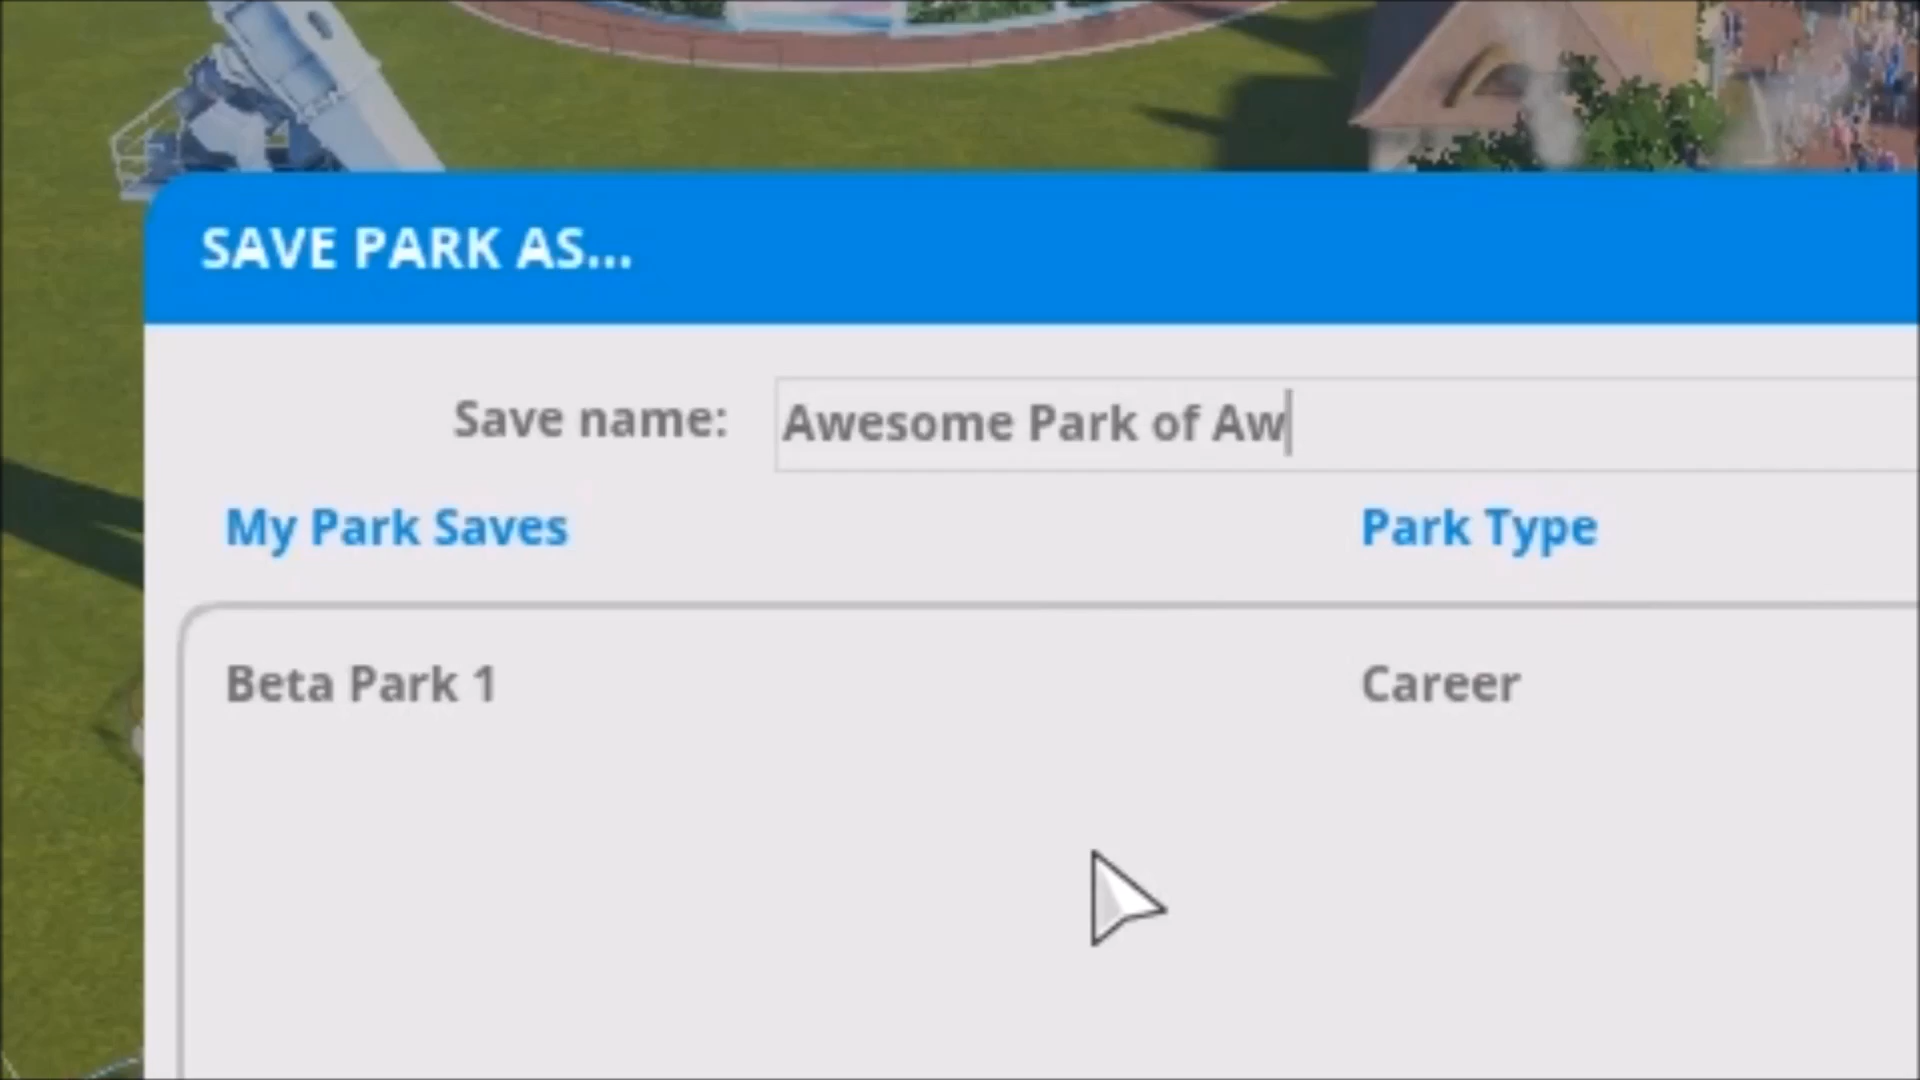 SAVE PARK AS...
Save name: Awesome Park of Aw
My Park Saves Park Type
Beta Park 1 Career